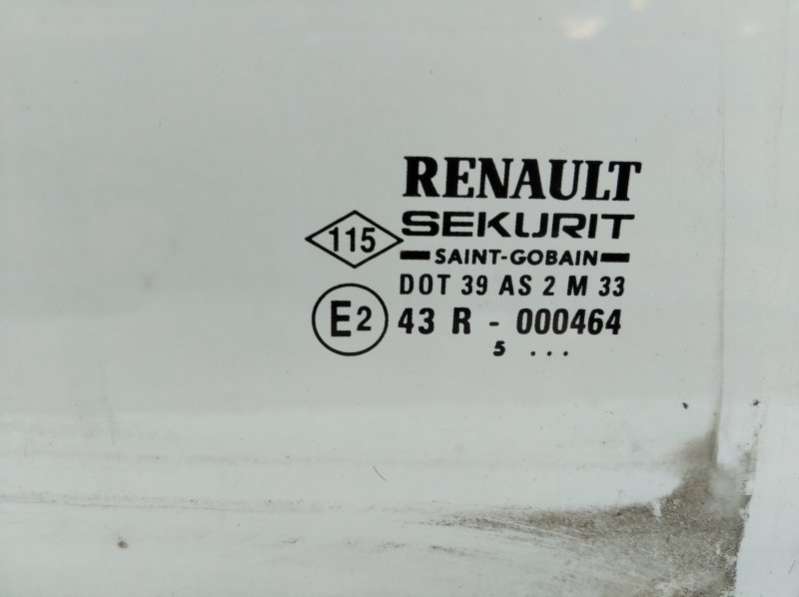 RENAULT
115 SEKURIT
SAINT-GOBAIN
DOT 39 AS 2 M 33
E2 43 R - 000464
5 ...